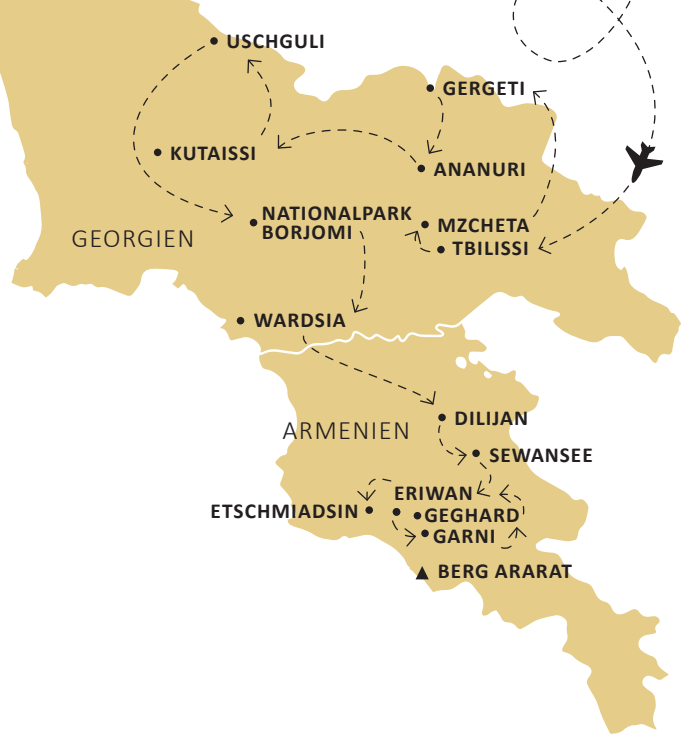 USCHGULI
GERGETI
KUTAISSI
ANANURI
NATIONALPARK
BORJOMI
MZCHETA
GEORGIEN
TBILISSI
WARDSIA
DILIJAN
ARMENIEN
SEWANSEE
ERIWAN
ETSCHMIADSIN
GEGHARD
GARNI
BERG ARARAT